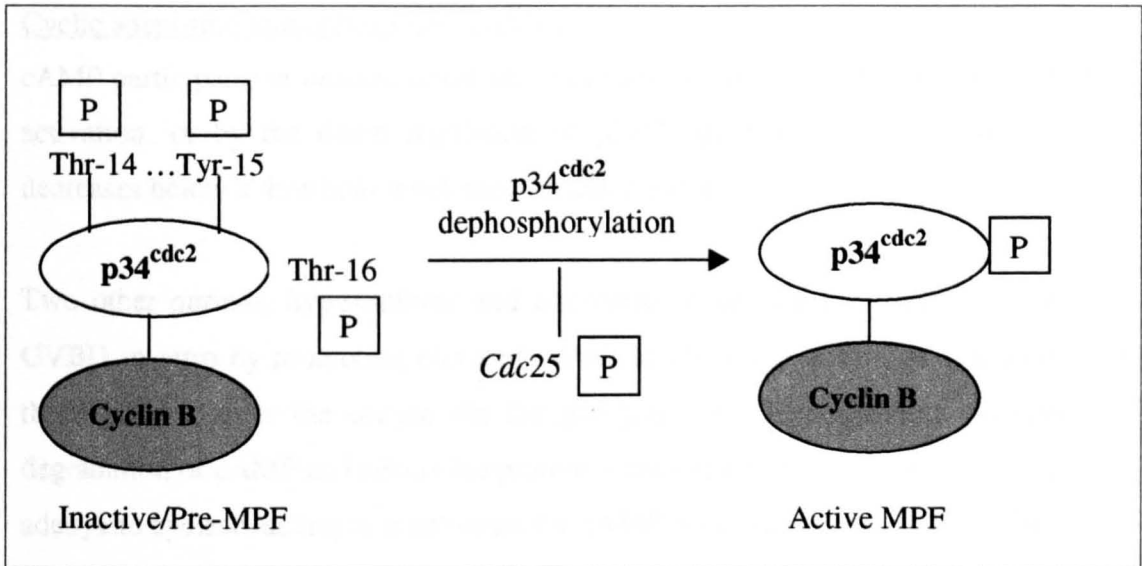 P P
Thr-14 ...Tyr-15
p34cdc2
Thr-16
P
Cyclin B
Inactive/Pre-MPF
p34cdc2
dephosphorylation
Cdc25 P
p34cdc2 P
Cyclin B
Active MPF